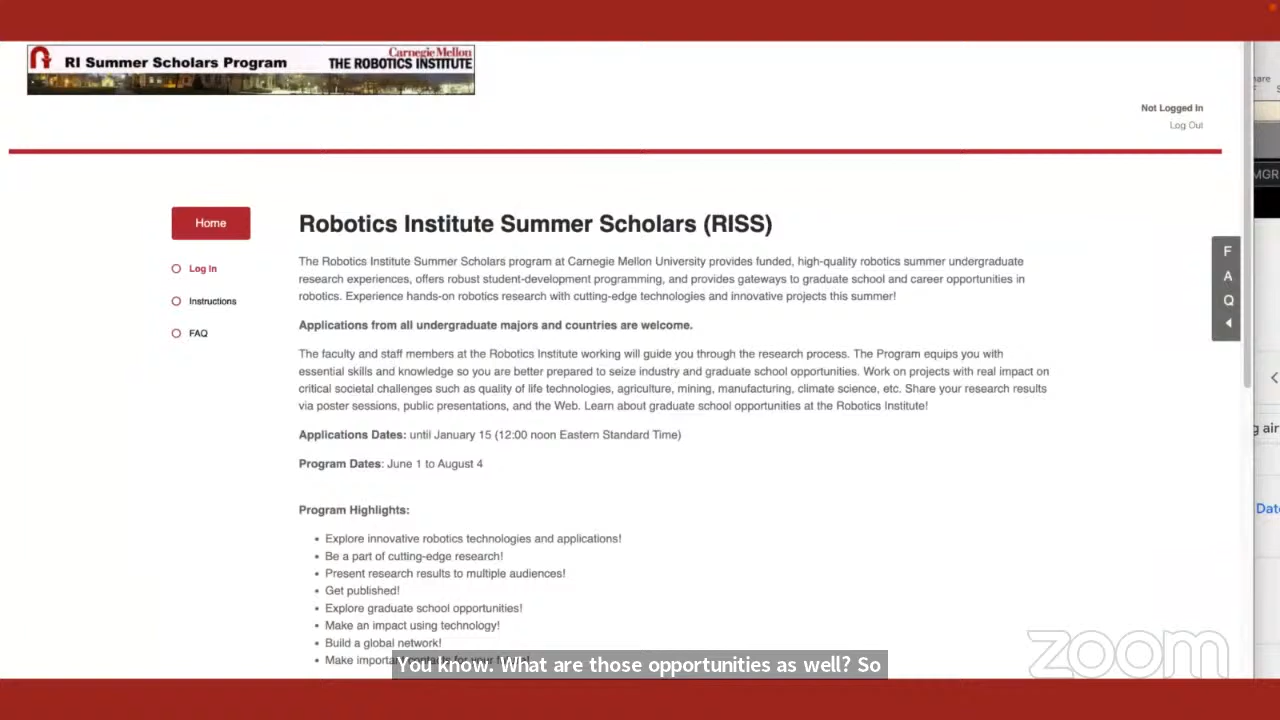 Carnegie Mellon
RI Summer Scholars Program THE ROBOTICS INSTITUTE
Not Logged In
Log Out
Home
Log In
Instructions
FAQ
Robotics Institute Summer Scholars (RISS)
The Robotics Institute Summer Scholars program at Carnegie Mellon University provides funded, high-quality robotics summer undergraduate
research experiences, offers robust student-development programming, and provides gateways to graduate school and career opportunities in
robotics. Experience hands-on robotics research with cutting-edge technologies and innovative projects this summer!
Applications from all undergraduate majors and countries are welcome.
The faculty and staff members at the Robotics Institute working will guide you through the research process. The Program equips you with
essential skills and knowledge so you are better prepared to seize industry and graduate school opportunities. Work on projects with real impact on
critical societal challenges such as quality of life technologies, agriculture, mining, manufacturing, climate science, etc. Share your research results
via poster sessions, public presentations, and the Web. Learn about graduate school opportunities at the Robotics Institute!
Applications Dates: until January 15 (12:00 noon Eastern Standard Time)
Program Dates: June 1 to August 4
Program Highlights:
Explore innovative robotics technologies and applications!
Be a part of cutting-edge research!
Present research results to multiple audiences!
Get published!
Explore graduate school opportunities!
Make an impact using technology!
Build a global network!
Make
You know. What are those opportunities as well? So
F
A
Q
MGR
g air
Date
zoom